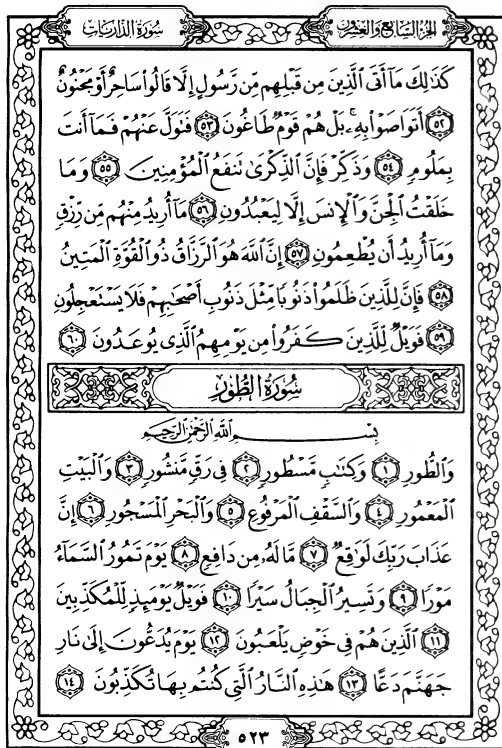 الجزء السابع والعشرون
سورة الذاريات
كَذَٰلِكَ مَآ أَتَى ٱلَّذِينَ مِن قَبْلِهِم مِّن رَّسُولٍ إِلَّا قَالُوا۟ سَاحِرٌ أَوْ مَجْنُونٌ
٥٢ أَتَوَاصَوْا۟ بِهِۦ ۚ بَلْ هُمْ قَوْمٌ طَاغُونَ ٥٣ فَتَوَلَّ عَنْهُمْ فَمَآ أَنتَ
بِمَلُومٍ ٥٤ وَذَكِّرْ فَإِنَّ ٱلذِّكْرَىٰ تَنفَعُ ٱلْمُؤْمِنِينَ ٥٥ وَمَا
خَلَقْتُ ٱلْجِنَّ وَٱلْإِنسَ إِلَّا لِيَعْبُدُونِ ٥٦ مَآ أُرِيدُ مِنْهُم مِّن رِّزْقٍ
وَمَآ أُرِيدُ أَن يُطْعِمُونِ ٥٧ إِنَّ ٱللَّهَ هُوَ ٱلرَّزَّاقُ ذُو ٱلْقُوَّةِ ٱلْمَتِينُ
٥٨ فَإِنَّ لِلَّذِينَ ظَلَمُوا۟ ذَنُوبًا مِّثْلَ ذَنُوبِ أَصْحَٰبِهِمْ فَلَا يَسْتَعْجِلُونِ
٥٩ فَوَيْلٌ لِّلَّذِينَ كَفَرُوا۟ مِن يَوْمِهِمُ ٱلَّذِى يُوعَدُونَ ٦٠
سُورَةُ الطُّورِ
بِسْمِ ٱللَّهِ ٱلرَّحْمَٰنِ ٱلرَّحِيمِ
وَٱلطُّورِ ١ وَكِتَٰبٍ مَّسْطُورٍ ٢ فِى رَقٍّ مَّنشُورٍ ٣ وَٱلْبَيْتِ
ٱلْمَعْمُورِ ٤ وَٱلسَّقْفِ ٱلْمَرْفُوعِ ٥ وَٱلْبَحْرِ ٱلْمَسْجُورِ ٦ إِنَّ
عَذَابَ رَبِّكَ لَوَٰقِعٌ ٧ مَّا لَهُۥ مِن دَافِعٍ ٨ يَوْمَ تَمُورُ ٱلسَّمَآءُ
مَوْرًا ٩ وَتَسِيرُ ٱلْجِبَالُ سَيْرًا ١٠ فَوَيْلٌ يَوْمَئِذٍ لِّلْمُكَذِّبِينَ
١١ ٱلَّذِينَ هُمْ فِى خَوْضٍ يَلْعَبُونَ ١٢ يَوْمَ يُدَعُّونَ إِلَىٰ نَارِ
جَهَنَّمَ دَعًّا ١٣ هَٰذِهِ ٱلنَّارُ ٱلَّتِى كُنتُم بِهَا تُكَذِّبُونَ ١٤
٥٢٣